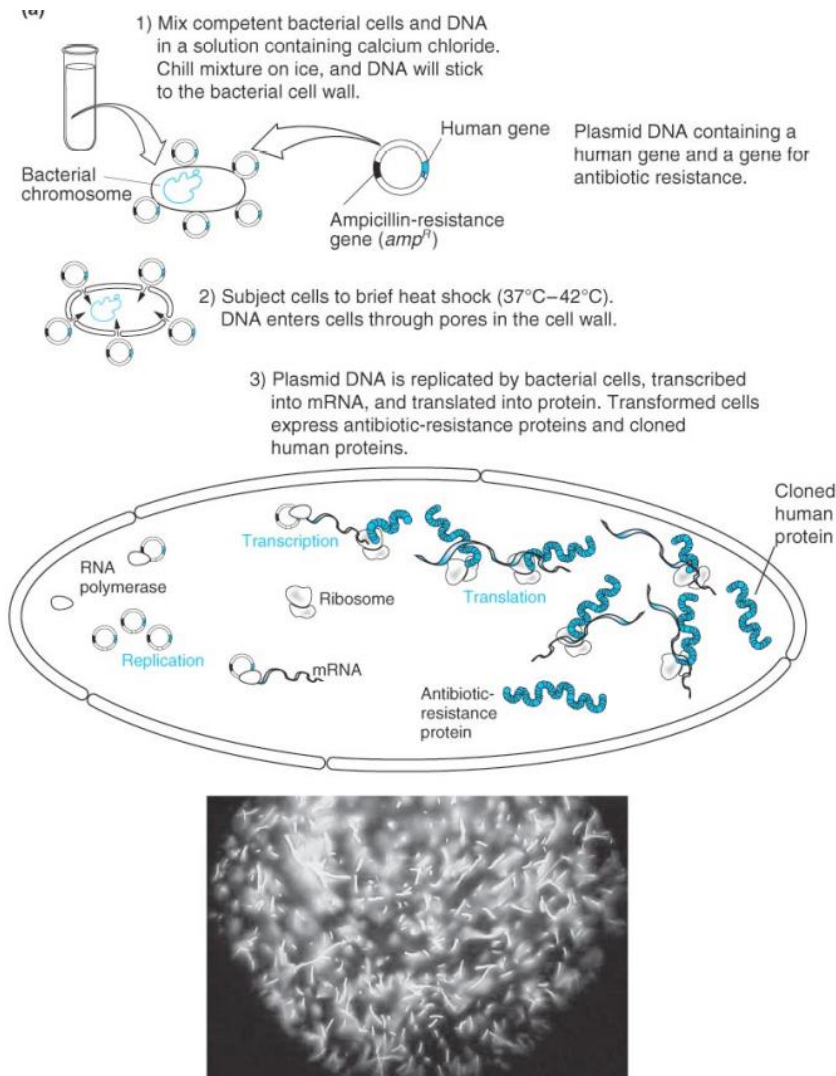 (a)
1) Mix competent bacterial cells and DNA
in a solution containing calcium chloride.
Chill mixture on ice, and DNA will stick
to the bacterial cell wall.
Human gene
Plasmid DNA containing a
human gene and a gene for
antibiotic resistance.
Bacterial
chromosome
Ampicillin-resistance
gene (ampR)
2) Subject cells to brief heat shock (37°C–42°C).
DNA enters cells through pores in the cell wall.
3) Plasmid DNA is replicated by bacterial cells, transcribed
into mRNA, and translated into protein. Transformed cells
express antibiotic-resistance proteins and cloned
human proteins.
Cloned
human
protein
Transcription
RNA
polymerase
Ribosome
Translation
Replication
mRNA
Antibiotic-
resistance
protein